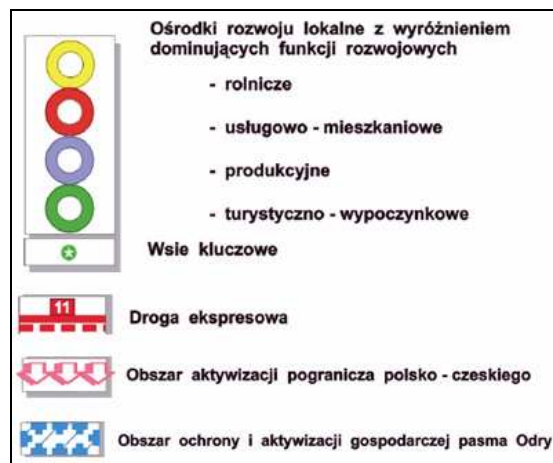 Ośrodki rozwoju lokalne z wyróżnieniem
dominujących funkcji rozwojowych
- rolnicze
- usługowo - mieszkaniowe
- produkcyjne
- turystyczno - wypoczynkowe
Wsie kluczowe
11
Droga ekspresowa
Obszar aktywizacji pogranicza polsko - czeskiego
Obszar ochrony i aktywizacji gospodarczej pasma Odry